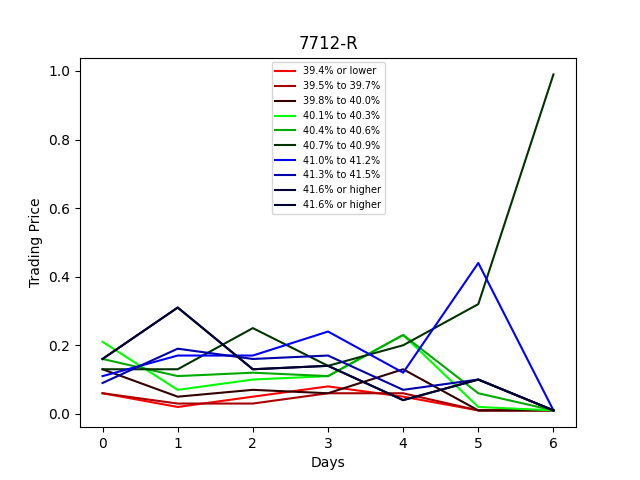 7712-R
1.0
0.8
0.6
0.4
0.2
0.0
Trading Price
39.4% or lower
39.5% to 39.7%
39.8% to 40.0%
40.1% to 40.3%
40.4% to 40.6%
40.7% to 40.9%
41.0% to 41.2%
41.3% to 41.5%
41.6% or higher
41.6% or higher
0 1 2 3 4 5 6
Days